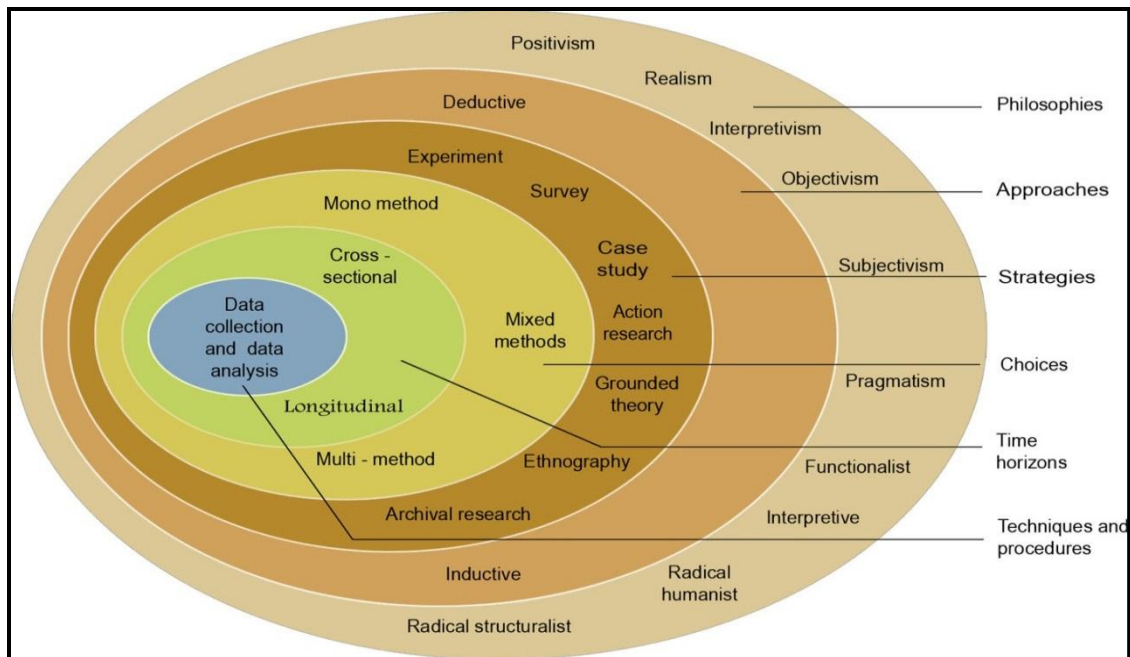 Positivism
Realism
Deductive
Philosophies
Interpretivism
Experiment
Objectivism
Approaches
Survey
Mono method
Case
study
Cross -
sectional
Subjectivism
Strategies
Data
collection
and data
analysis
Mixed
methods
Action
research
Choices
Pragmatism
Grounded
theory
Longitudinal
Time
horizons
Multi - method
Ethnography
Functionalist
Archival research
Interpretive
Techniques and
procedures
Inductive
Radical
humanist
Radical structuralist